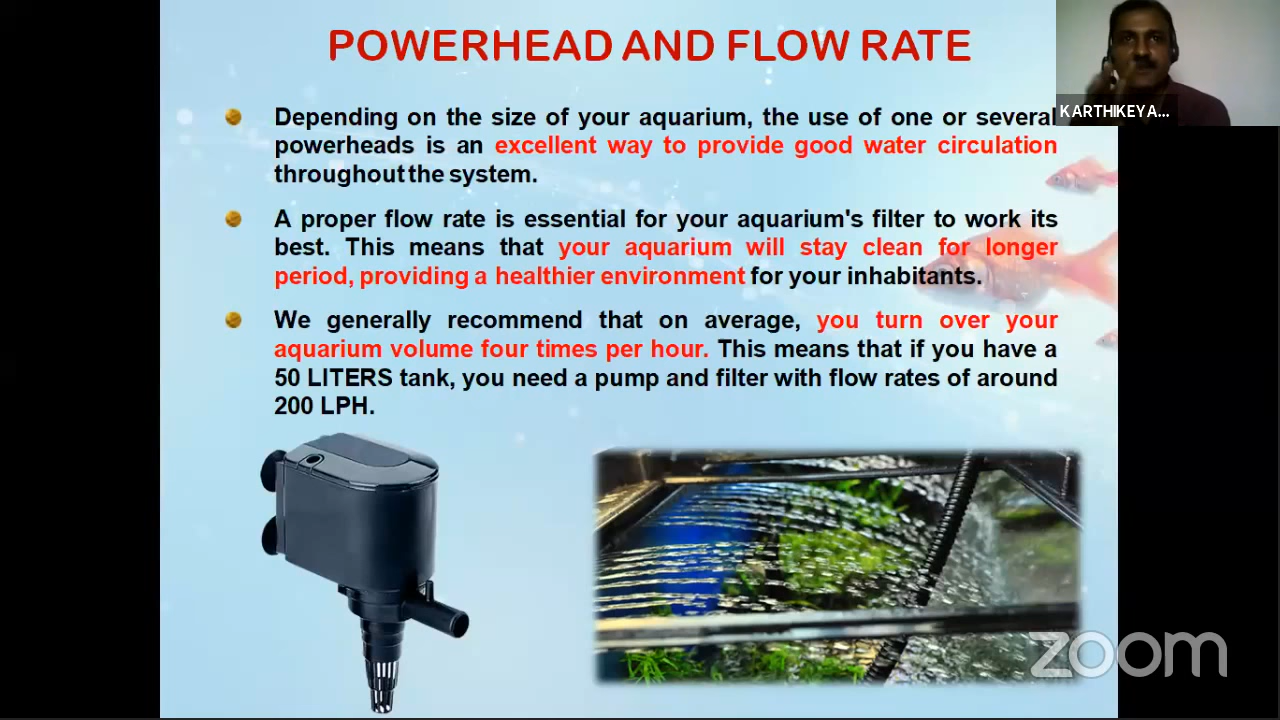 POWERHEAD AND FLOW RATE
KARTHIKEYA...
Depending on the size of your aquarium, the use of one or several
powerheads is an excellent way to provide good water circulation
throughout the system.
A proper flow rate is essential for your aquarium's filter to work its
best. This means that your aquarium will stay clean for longer
period, providing a healthier environment for your inhabitants.
We generally recommend that on average, you turn over your
aquarium volume four times per hour. This means that if you have a
50 LITERS tank, you need a pump and filter with flow rates of around
200 LPH.
zoom